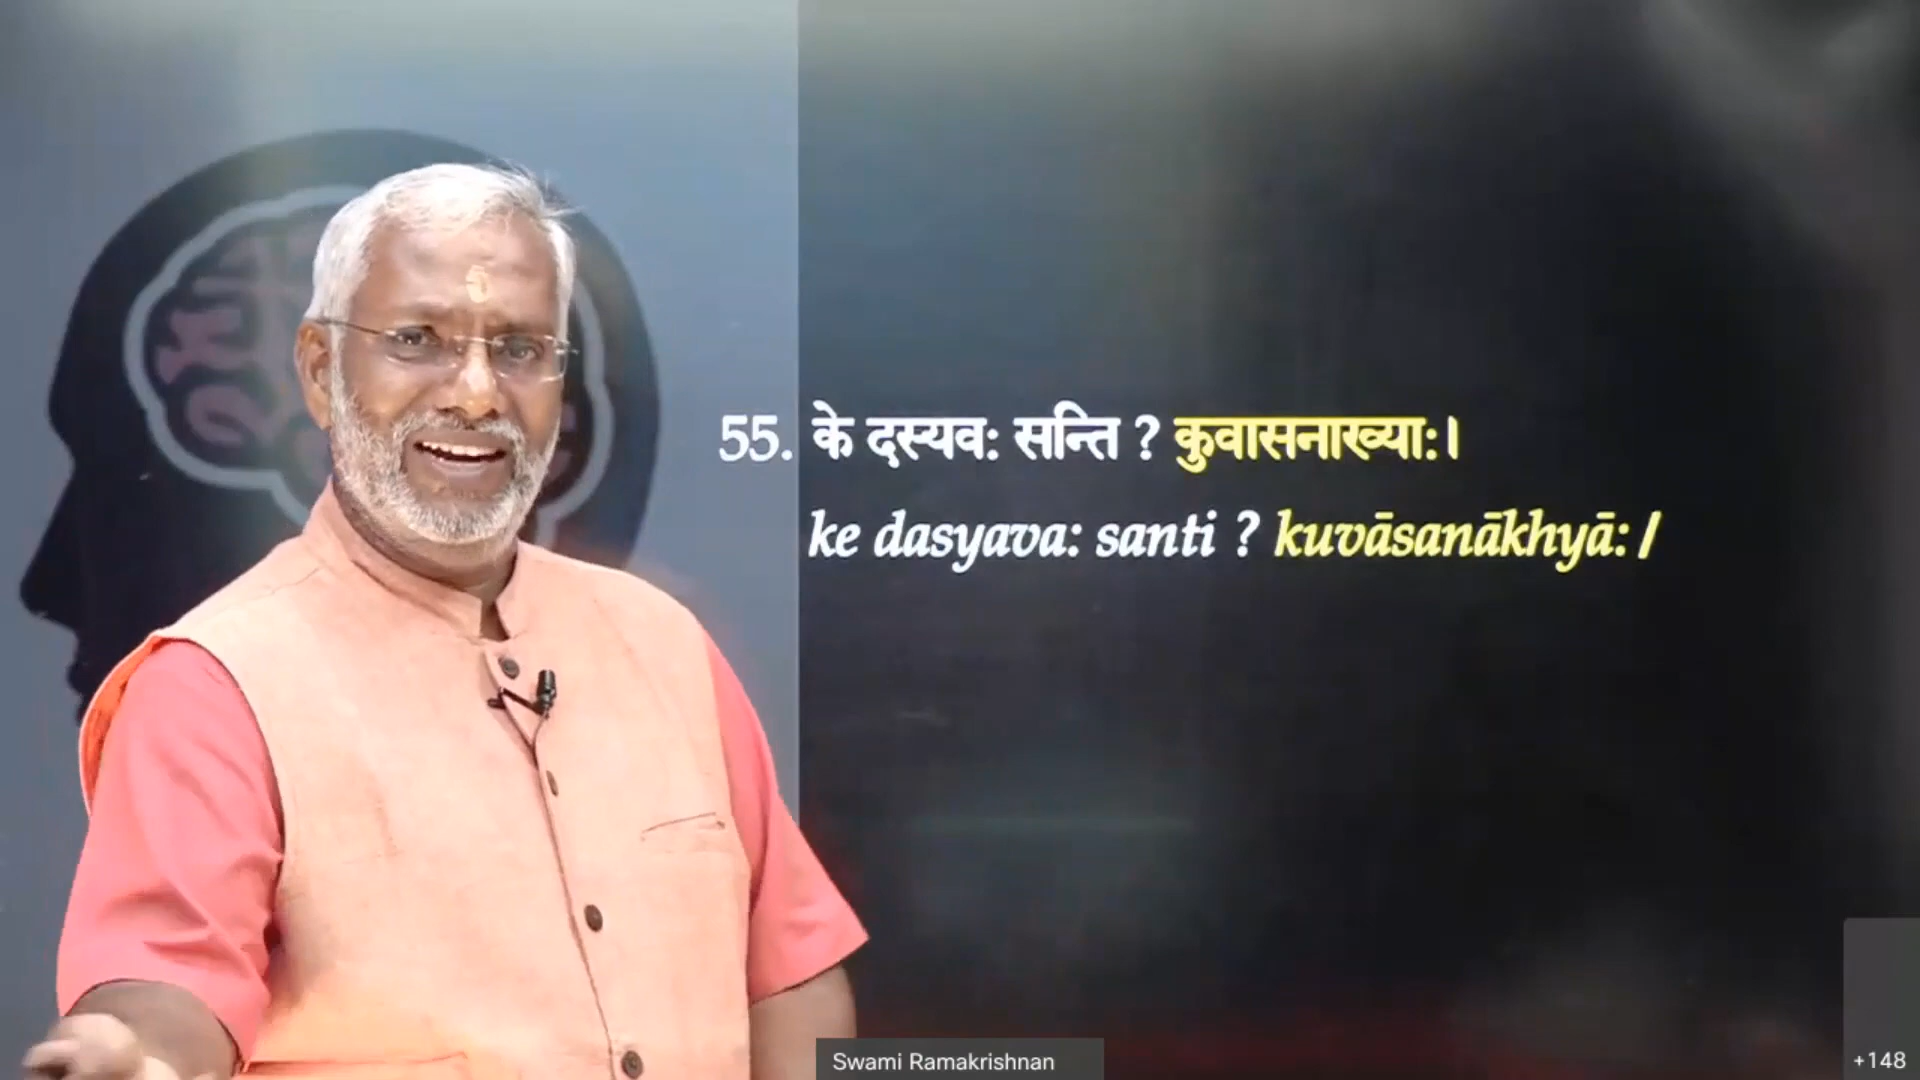 55. के दस्यव: सन्ति ? कुवासनाख्या:।
ke dasyava: santi ? kuvāsanākhyā: /
Swami Ramakrishnan
+148